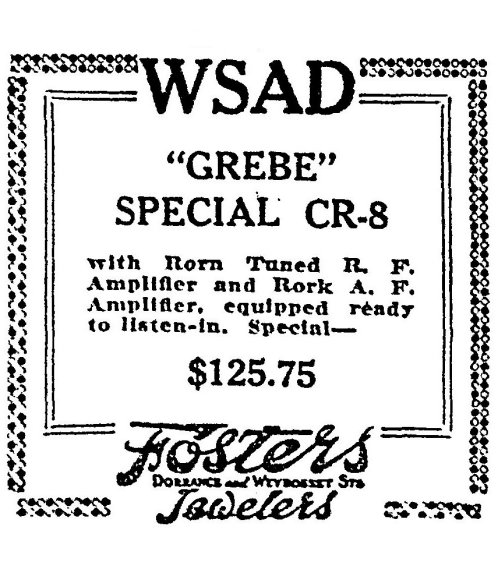 WSAD
"GREBE"
SPECIAL CR-8
with Rorn Tuned R. F.
Amplifier and Rork A. F.
Amplifier, equipped ready
to listen-in. Special—
$125.75
Fosters
DORRANCE and WEYBOSSET STS
Jewelers